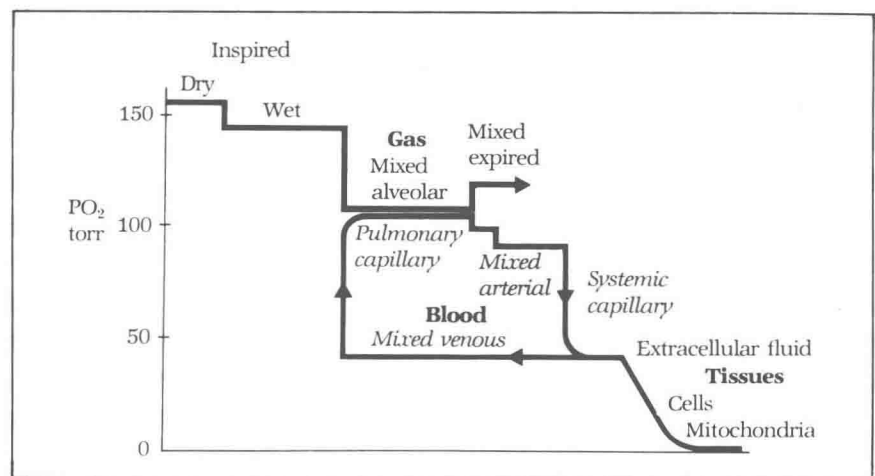 Inspired
Dry
Wet
150
Gas
Mixed
alveolar
Mixed
expired
PO₂
torr
100
Pulmonary
capillary
Mixed
arterial
Systemic
capillary
Blood
Mixed venous
50
Extracellular fluid
Tissues
Cells
Mitochondria
0